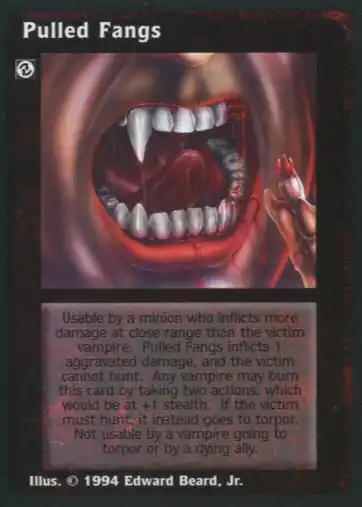 Pulled Fangs
Usable by a minion who inflicts more
damage at close range than the victim
vampire. Pulled Fangs inflicts 1
aggravated damage, and the victim
cannot hunt. Any vampire may burn
this card by taking two actions, which
would be at +1 stealth. If the victim
must hunt, it instead goes to torpor.
Not usable by a vampire going to
torpor or by a dying ally.
Illus. © 1994 Edward Beard, Jr.